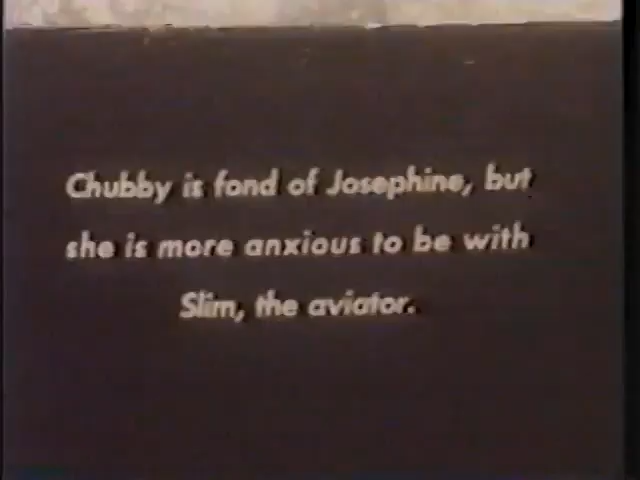 Chubby is fond of Josephine, but
she is more anxious to be with
Slim, the aviator.